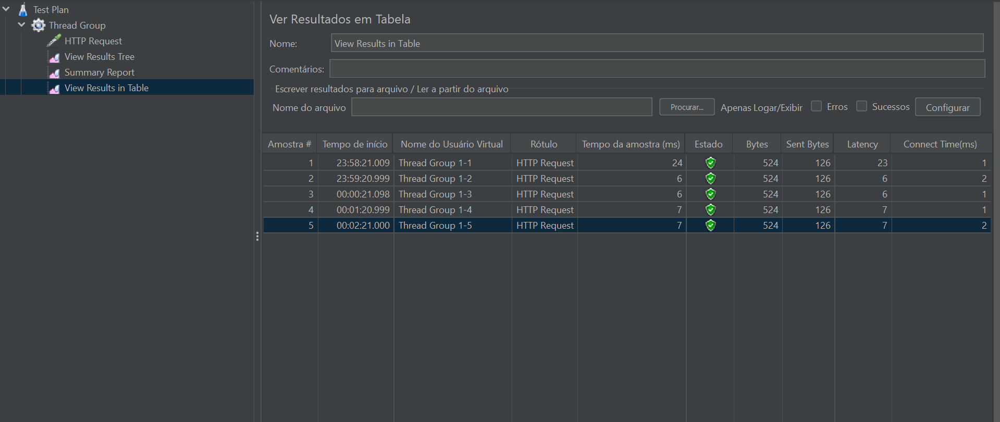 Test Plan
Thread Group
HTTP Request
View Results Tree
Summary Report
View Results in Table
Ver Resultados em Tabela
Nome: View Results in Table
Comentários:
Escrever resultados para arquivo / Ler a partir do arquivo
Nome do arquivo Procurar... Apenas Logar/Exibir Erros Sucessos Configurar
Amostra # Tempo de início Nome do Usuário Virtual Rótulo Tempo da amostra (ms) Estado Bytes Sent Bytes Latency Connect Time(ms)
1 23:58:21.009 Thread Group 1-1 HTTP Request 24 524 126 23 1
2 23:59:20.999 Thread Group 1-2 HTTP Request 6 524 126 6 2
3 00:00:21.098 Thread Group 1-3 HTTP Request 6 524 126 6 1
4 00:01:20.999 Thread Group 1-4 HTTP Request 7 524 126 7 1
5 00:02:21.000 Thread Group 1-5 HTTP Request 7 524 126 7 2